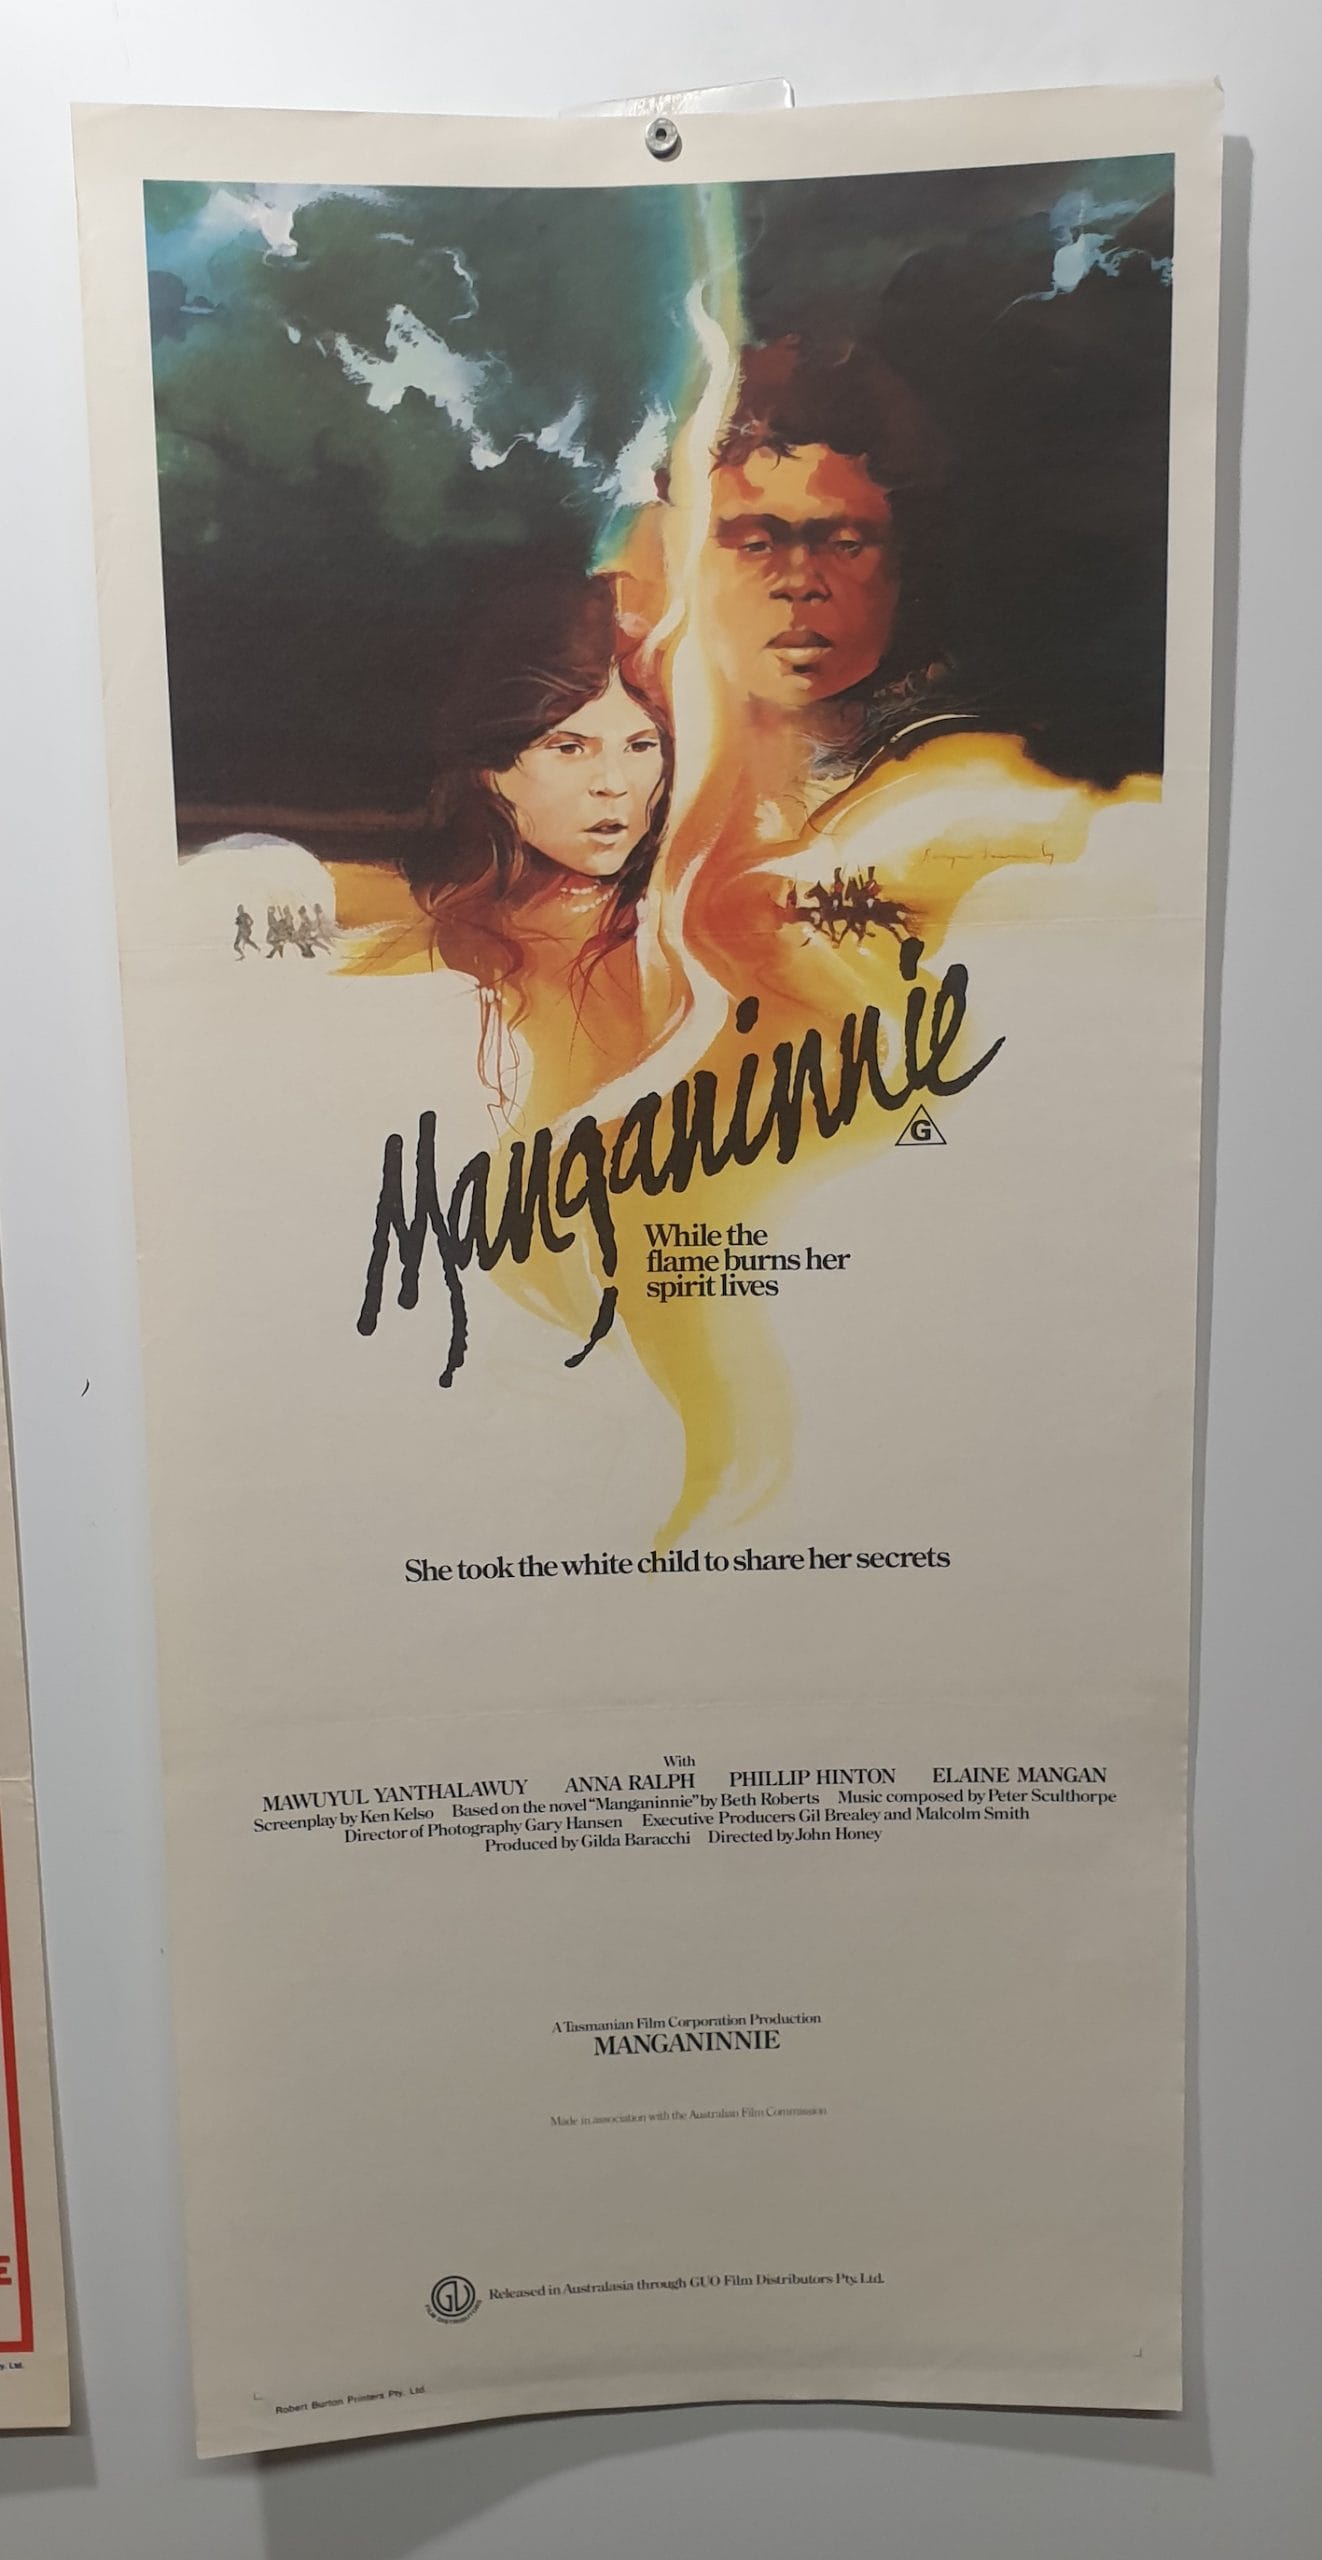 Manganinnie
G
While the
flame burns her
spirit lives
She took the white child to share her secrets
With
MAWUYUL YANTHALAWUY ANNA RALPH PHILLIP HINTON ELAINE MANGAN
Screenplay by Ken Kelso Based on the novel "Manganinnie" by Beth Roberts Music composed by Peter Sculthorpe
Director of Photography Gary Hansen Executive Producers Gil Brealey and Malcolm Smith
Produced by Gilda Baracchi Directed by John Honey
A Tasmanian Film Corporation Production
MANGANINNIE
Made in association with the Australian Film Commission
GUO
FILM DISTRIBUTORS
Released in Australasia through GUO Film Distributors Pty. Ltd.
Robert Burton Printers Pty. Ltd.
E
y. Ltd.